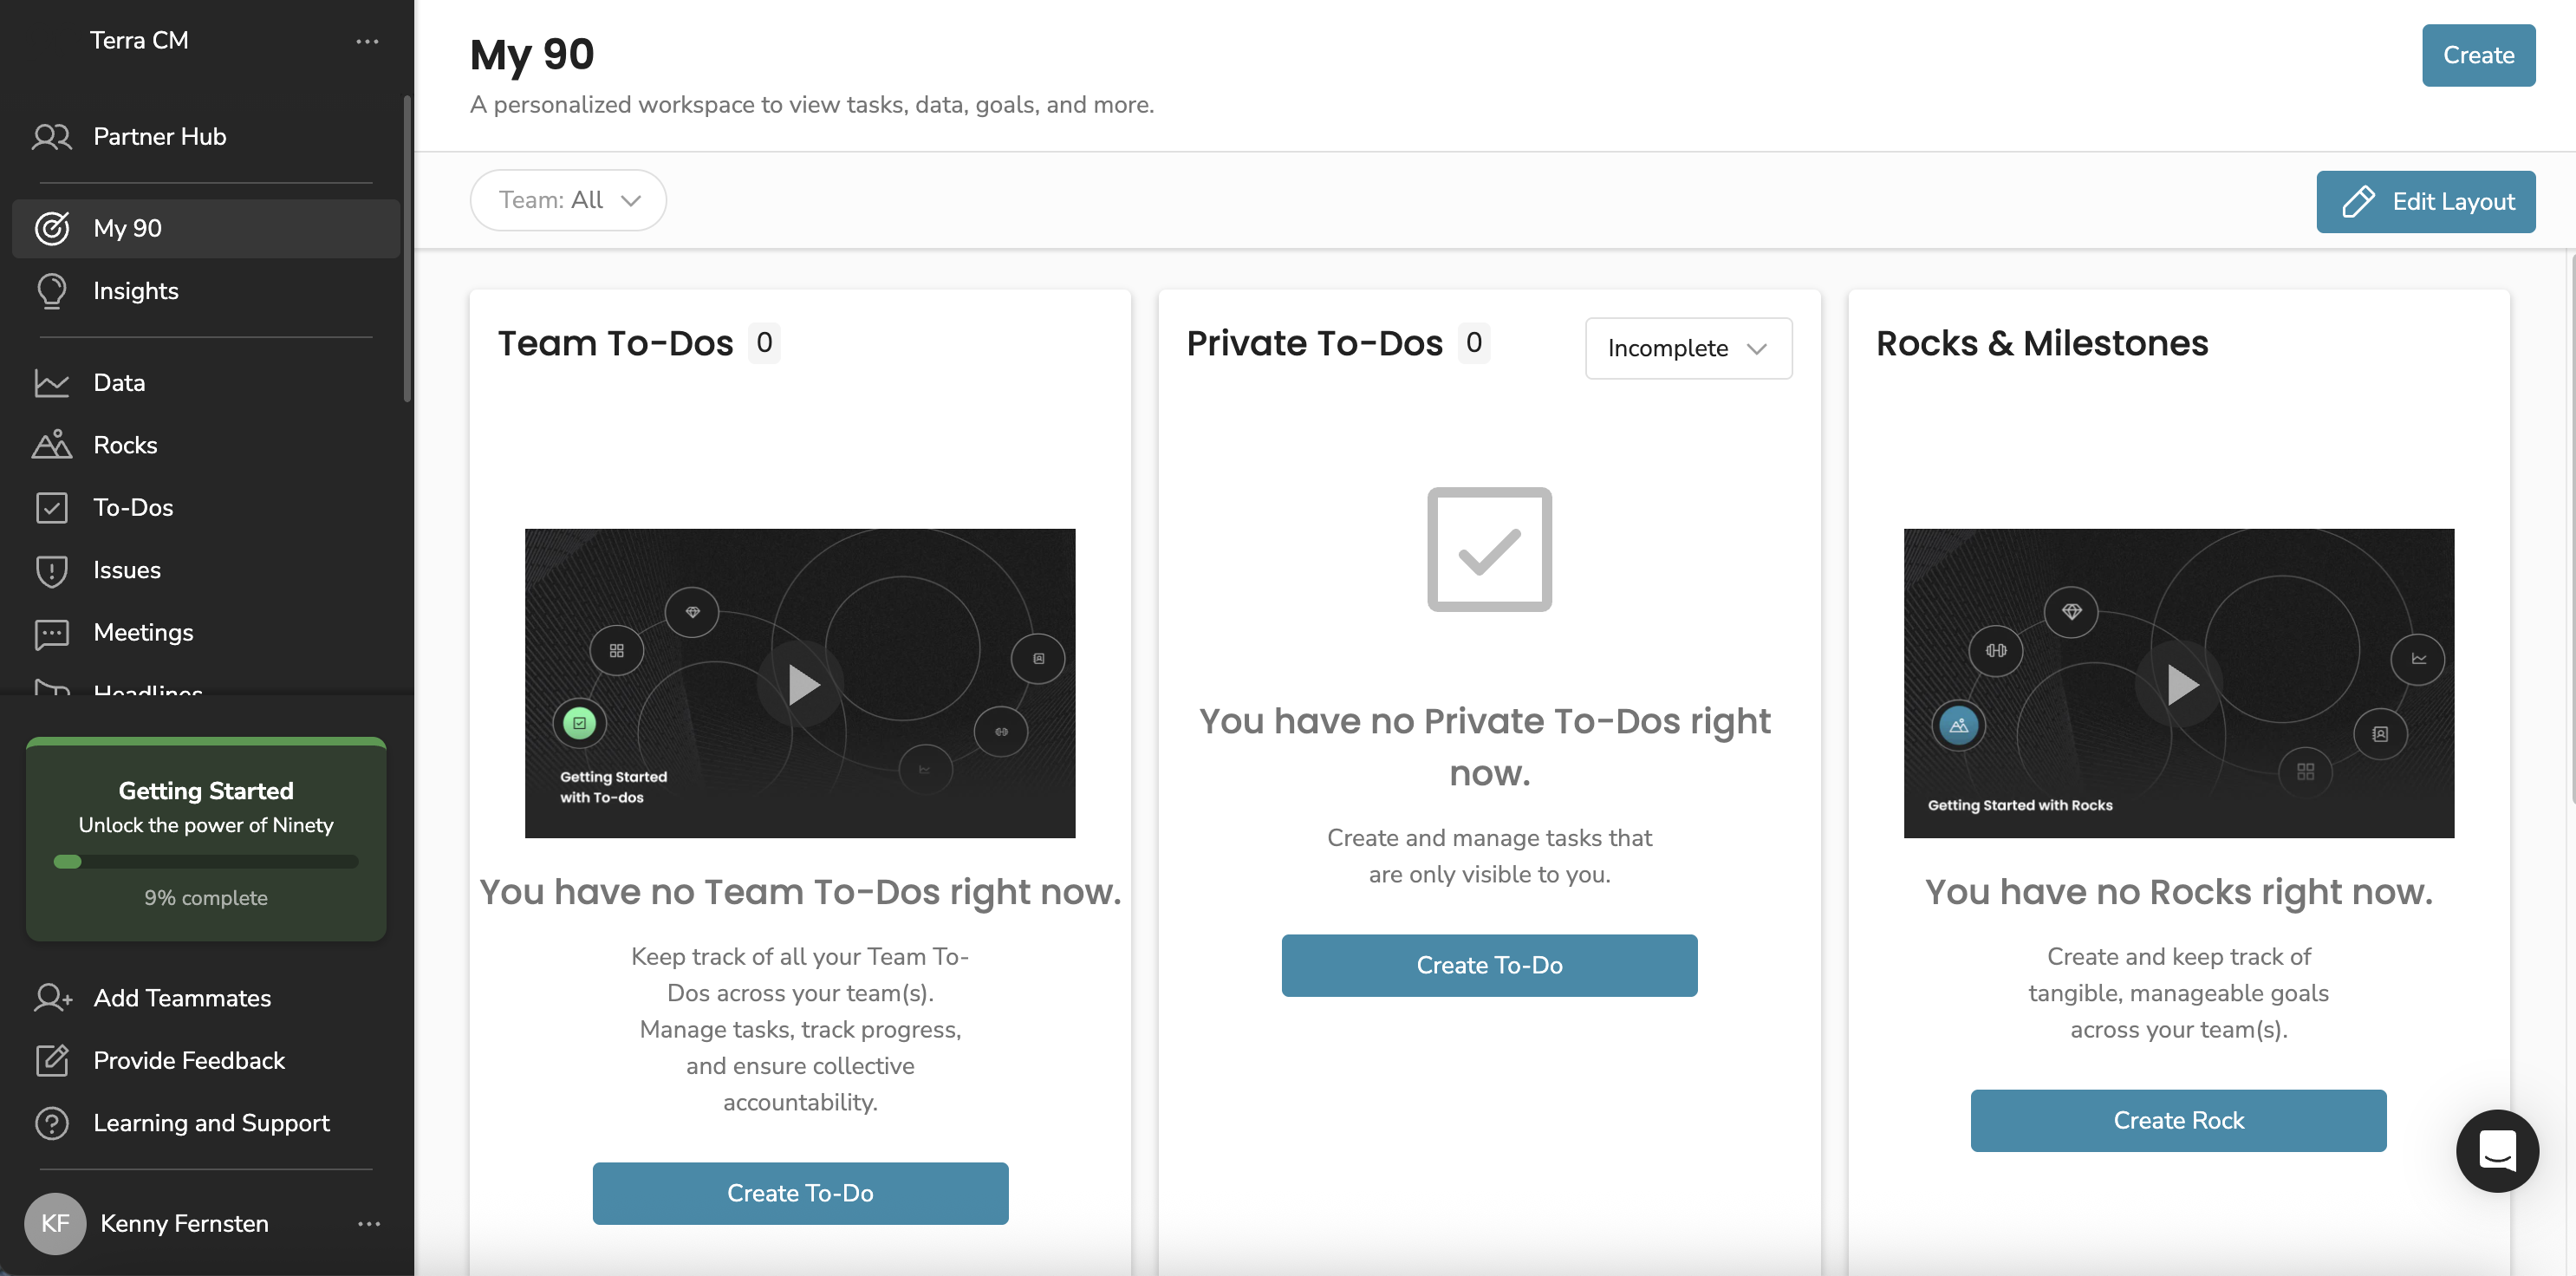 Terra CM
Partner Hub
My 90
Insights
Data
Rocks
To-Dos
Issues
Meetings
Headlines
Getting Started
Unlock the power of Ninety
9% complete
Add Teammates
Provide Feedback
Learning and Support
KF Kenny Fernsten
My 90
A personalized workspace to view tasks, data, goals, and more.
Create
Team: All
Edit Layout
Team To-Dos 0
Getting Started
with To-dos
You have no Team To-Dos right now.
Keep track of all your Team To-
Dos across your team(s).
Manage tasks, track progress,
and ensure collective
accountability.
Create To-Do
Private To-Dos 0
Incomplete
You have no Private To-Dos right
now.
Create and manage tasks that
are only visible to you.
Create To-Do
Rocks & Milestones
Getting Started with Rocks
You have no Rocks right now.
Create and keep track of
tangible, manageable goals
across your team(s).
Create Rock